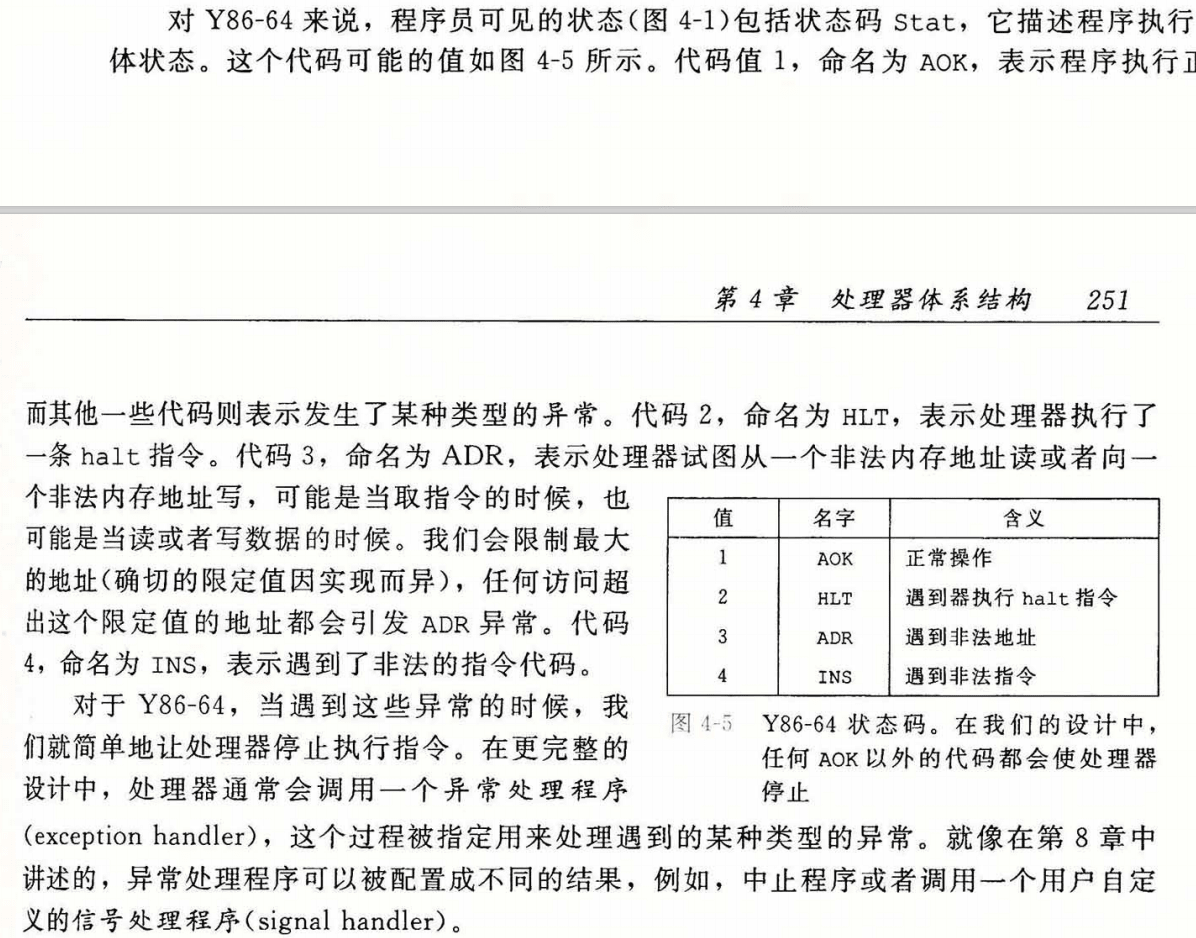 对 Y86-64 来说，程序员可见的状态(图 4-1)包括状态码 Stat，它描述程序执行
体状态。这个代码可能的值如图 4-5 所示。代码值 1，命名为 AOK，表示程序执行正
第 4 章 处理器体系结构 251
而其他一些代码则表示发生了某种类型的异常。代码 2，命名为 HLT，表示处理器执行了
一条 halt 指令。代码 3，命名为 ADR，表示处理器试图从一个非法内存地址读或者向一
个非法内存地址写，可能是当取指令的时候，也
可能是当读或者写数据的时候。我们会限制最大
的地址(确切的限定值因实现而异)，任何访问超
出这个限定值的地址都会引发 ADR 异常。代码
4，命名为 INS，表示遇到了非法的指令代码。
对于 Y86-64，当遇到这些异常的时候，我
们就简单地让处理器停止执行指令。在更完整的
设计中，处理器通常会调用一个异常处理程序
值 名字 含义
1 AOK 正常操作
2 HLT 遇到器执行 halt 指令
3 ADR 遇到非法地址
4 INS 遇到非法指令
图 4-5 Y86-64 状态码。在我们的设计中，
任何 AOK 以外的代码都会使处理器
停止
(exception handler)，这个过程被指定用来处理遇到的某种类型的异常。就像在第 8 章中
讲述的，异常处理程序可以被配置成不同的结果，例如，中止程序或者调用一个用户自定
义的信号处理程序(signal handler)。